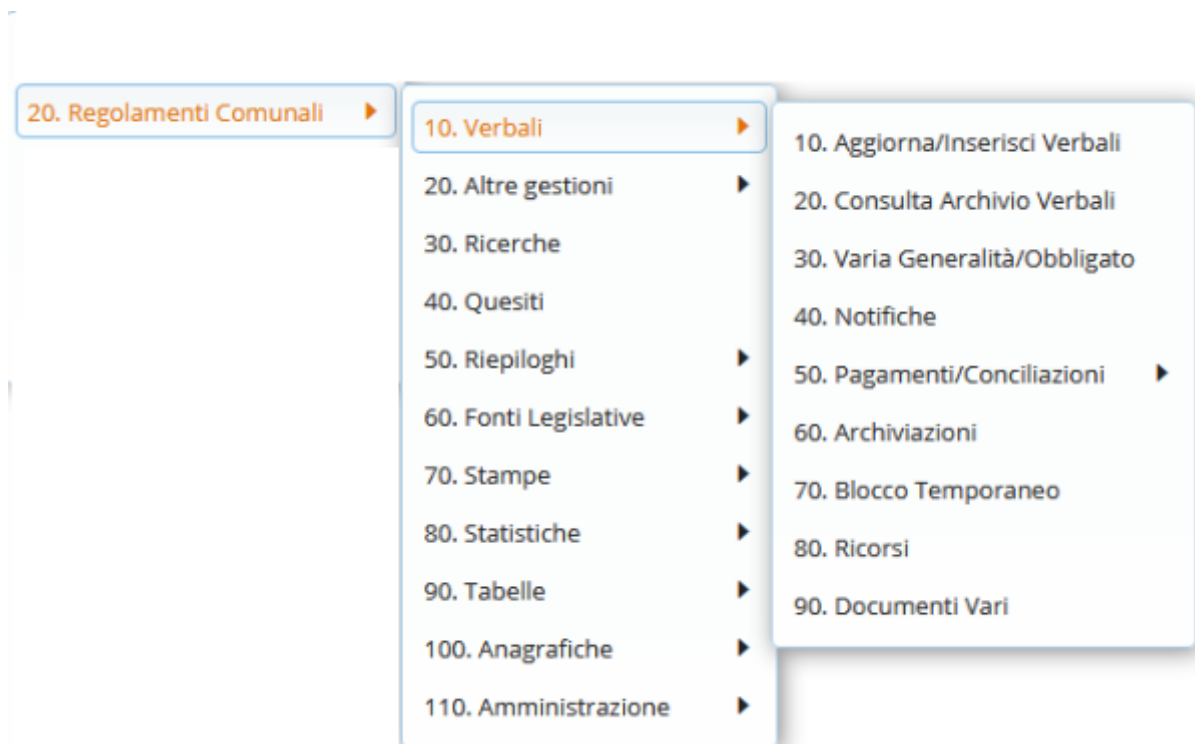 20. Regolamenti Comunali
10. Verbali
20. Altre gestioni
30. Ricerche
40. Quesiti
50. Riepiloghi
60. Fonti Legislative
70. Stampe
80. Statistiche
90. Tabelle
100. Anagrafiche
110. Amministrazione
10. Aggiorna/Inserisci Verbali
20. Consulta Archivio Verbali
30. Varia Generalità/Obbligato
40. Notifiche
50. Pagamenti/Conciliazioni
60. Archiviazioni
70. Blocco Temporaneo
80. Ricorsi
90. Documenti Vari